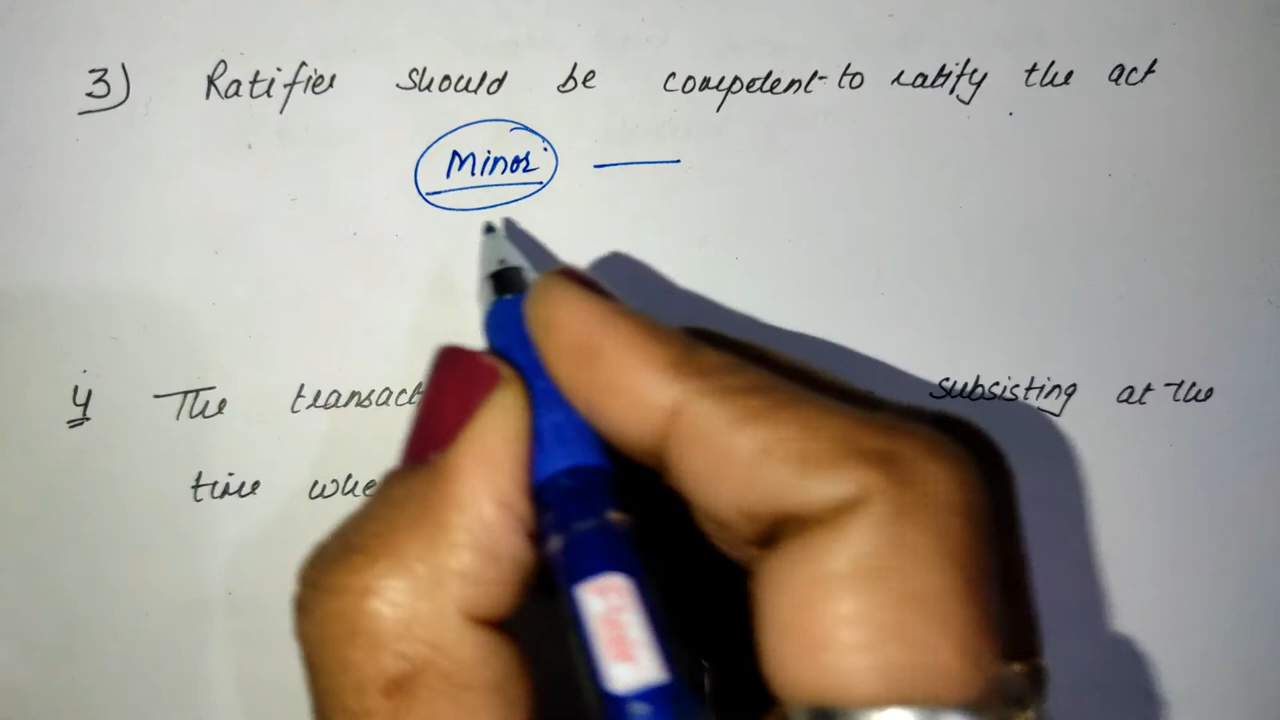 3) Ratifier should be competent to ratify the act
Minor
4 The transact subsisting at the
time whe